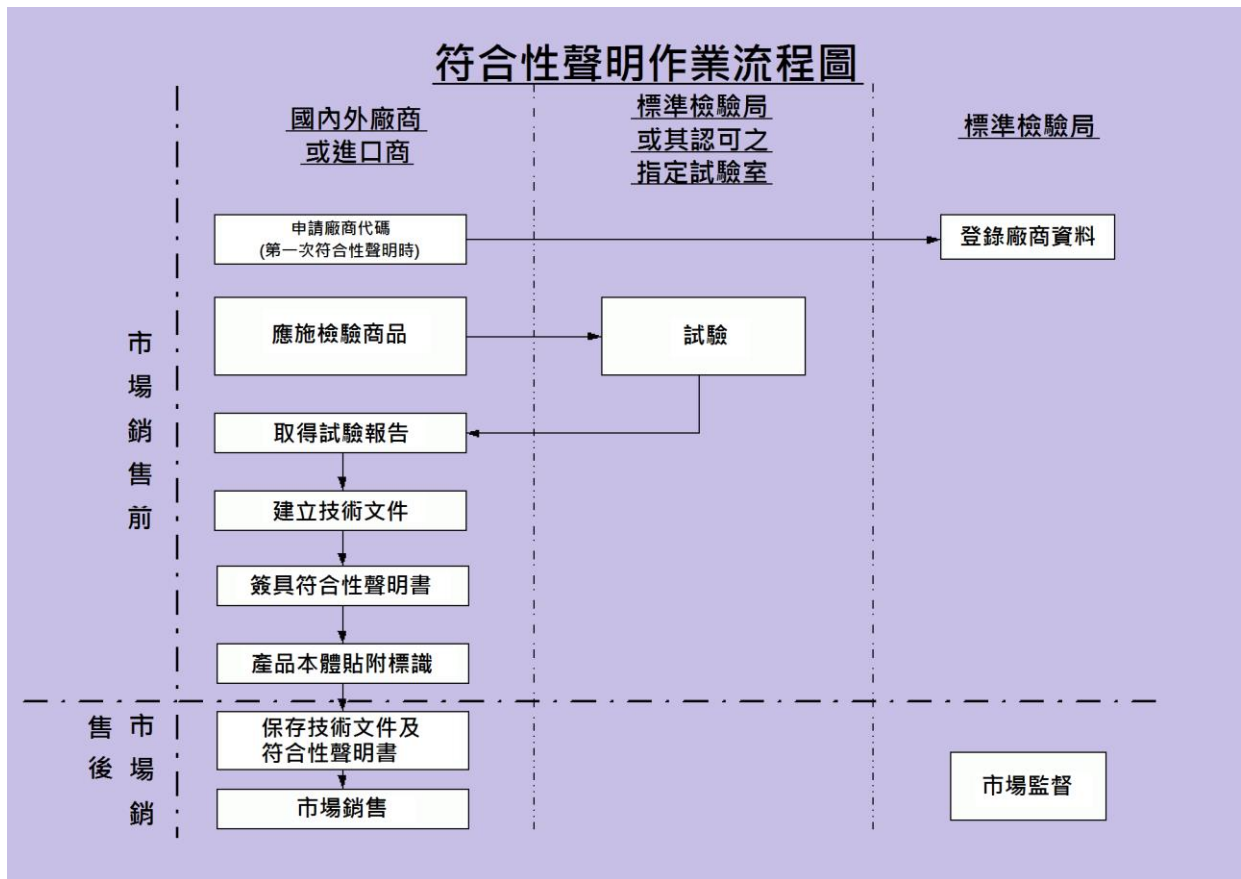 符合性聲明作業流程圖
國內外廠商
或進口商
標準檢驗局
或其認可之
指定試驗室
標準檢驗局
申請廠商代碼
(第一次符合性聲明時)
登錄廠商資料
市場銷售前
應施檢驗商品
試驗
取得試驗報告
建立技術文件
簽具符合性聲明書
產品本體貼附標識
市場銷
售後
保存技術文件及
符合性聲明書
市場銷售
市場監督